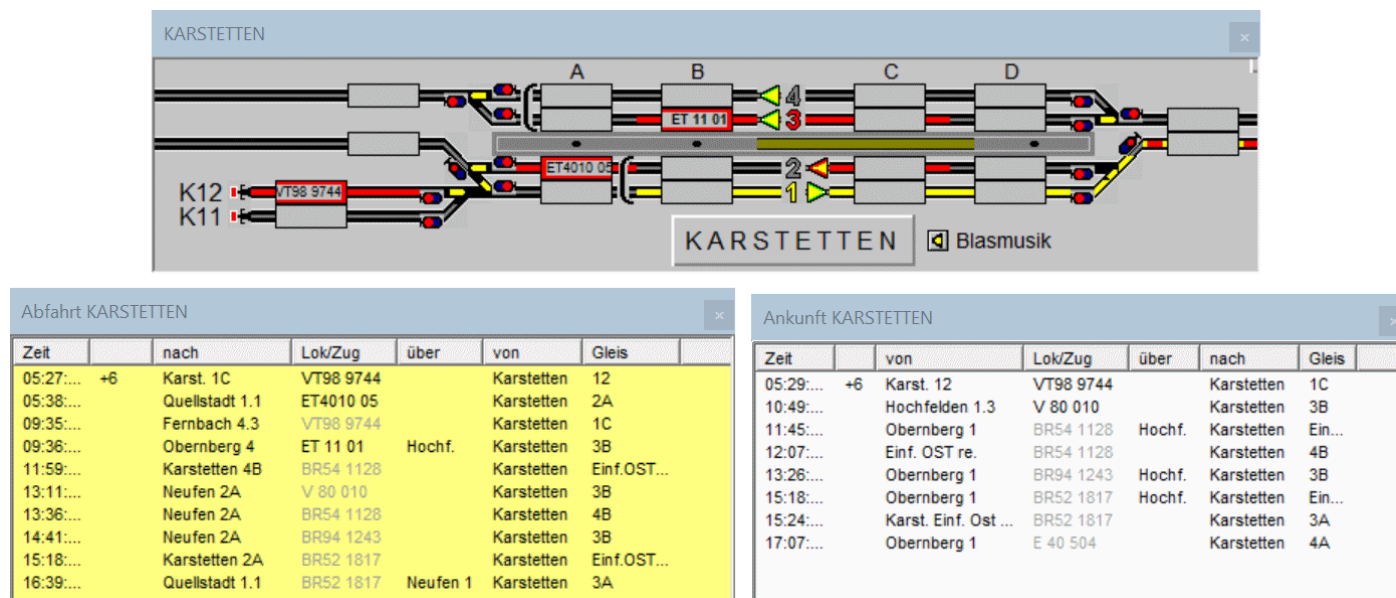 KARSTETTEN
A B C D
4
ET 11 01 3
ET4010 05 2
K12 VT98 9744 1
K11
KARSTETTEN Blasmusik
Abfahrt KARSTETTEN
Zeit nach Lok/Zug über von Gleis
05:27:... +6 Karst. 1C VT98 9744 Karstetten 12
05:38:... Quellstadt 1.1 ET4010 05 Karstetten 2A
09:35:... Fernbach 4.3 VT98 9744 Karstetten 1C
09:36:... Obernberg 4 ET 11 01 Hochf. Karstetten 3B
11:59:... Karstetten 4B BR54 1128 Karstetten Einf.OST...
13:11:... Neufen 2A V 80 010 Karstetten 3B
13:36:... Neufen 2A BR54 1128 Karstetten 4B
14:41:... Neufen 2A BR94 1243 Karstetten 3B
15:18:... Karstetten 2A BR52 1817 Karstetten Einf.OST...
16:39:... Quellstadt 1.1 BR52 1817 Neufen 1 Karstetten 3A
Ankunft KARSTETTEN
Zeit von Lok/Zug über nach Gleis
05:29:... +6 Karst. 12 VT98 9744 Karstetten 1C
10:49:... Hochfelden 1.3 V 80 010 Karstetten 3B
11:45:... Obernberg 1 BR54 1128 Hochf. Karstetten Ein...
12:07:... Einf. OST re. BR54 1128 Karstetten 4B
13:26:... Obernberg 1 BR94 1243 Hochf. Karstetten 3B
15:18:... Obernberg 1 BR52 1817 Hochf. Karstetten Ein...
15:24:... Karst. Einf. Ost ... BR52 1817 Karstetten 3A
17:07:... Obernberg 1 E 40 504 Karstetten 4A